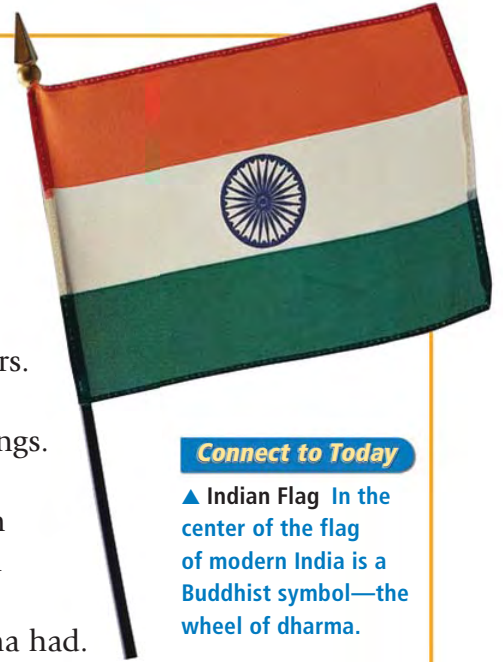 rs.
ngs.
n
na had.
Connect to Today
▲ Indian Flag In the
center of the flag
of modern India is a
Buddhist symbol—the
wheel of dharma.